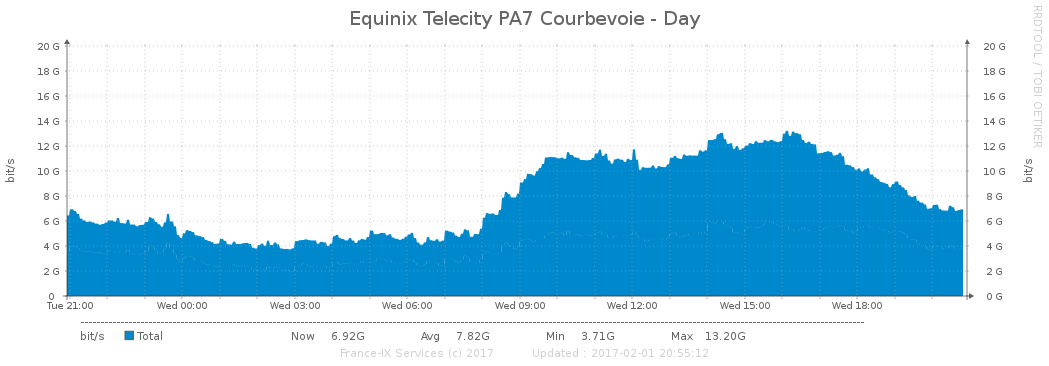 Equinix Telecity PA7 Courbevoie - Day
RRDTOOL / TOBI OETIKER
bit/s
20 G 20 G
18 G 18 G
16 G 16 G
14 G 14 G
12 G 12 G
10 G 10 G
8 G 8 G
6 G 6 G
4 G 4 G
2 G 2 G
0 0 G
bit/s
Tue 21:00 Wed 00:00 Wed 03:00 Wed 06:00 Wed 09:00 Wed 12:00 Wed 15:00 Wed 18:00
bit/s Total Now 6.92G Avg 7.82G Min 3.71G Max 13.20G
France-IX Services (c) 2017 Updated : 2017-02-01 20:55:12